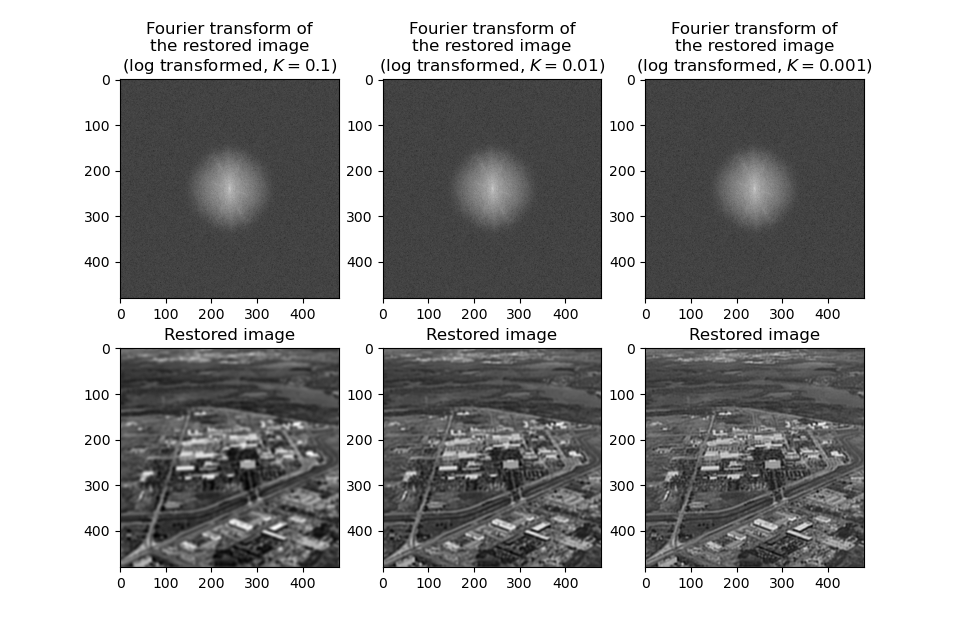 Fourier transform of
the restored image
(log transformed, K = 0.1)
Fourier transform of
the restored image
(log transformed, K = 0.01)
Fourier transform of
the restored image
(log transformed, K = 0.001)
0
100
200
300
400
0 100 200 300 400
0
100
200
300
400
0 100 200 300 400
0
100
200
300
400
0 100 200 300 400
Restored image
0
100
200
300
400
0 100 200 300 400
Restored image
0
100
200
300
400
0 100 200 300 400
Restored image
0
100
200
300
400
0 100 200 300 400